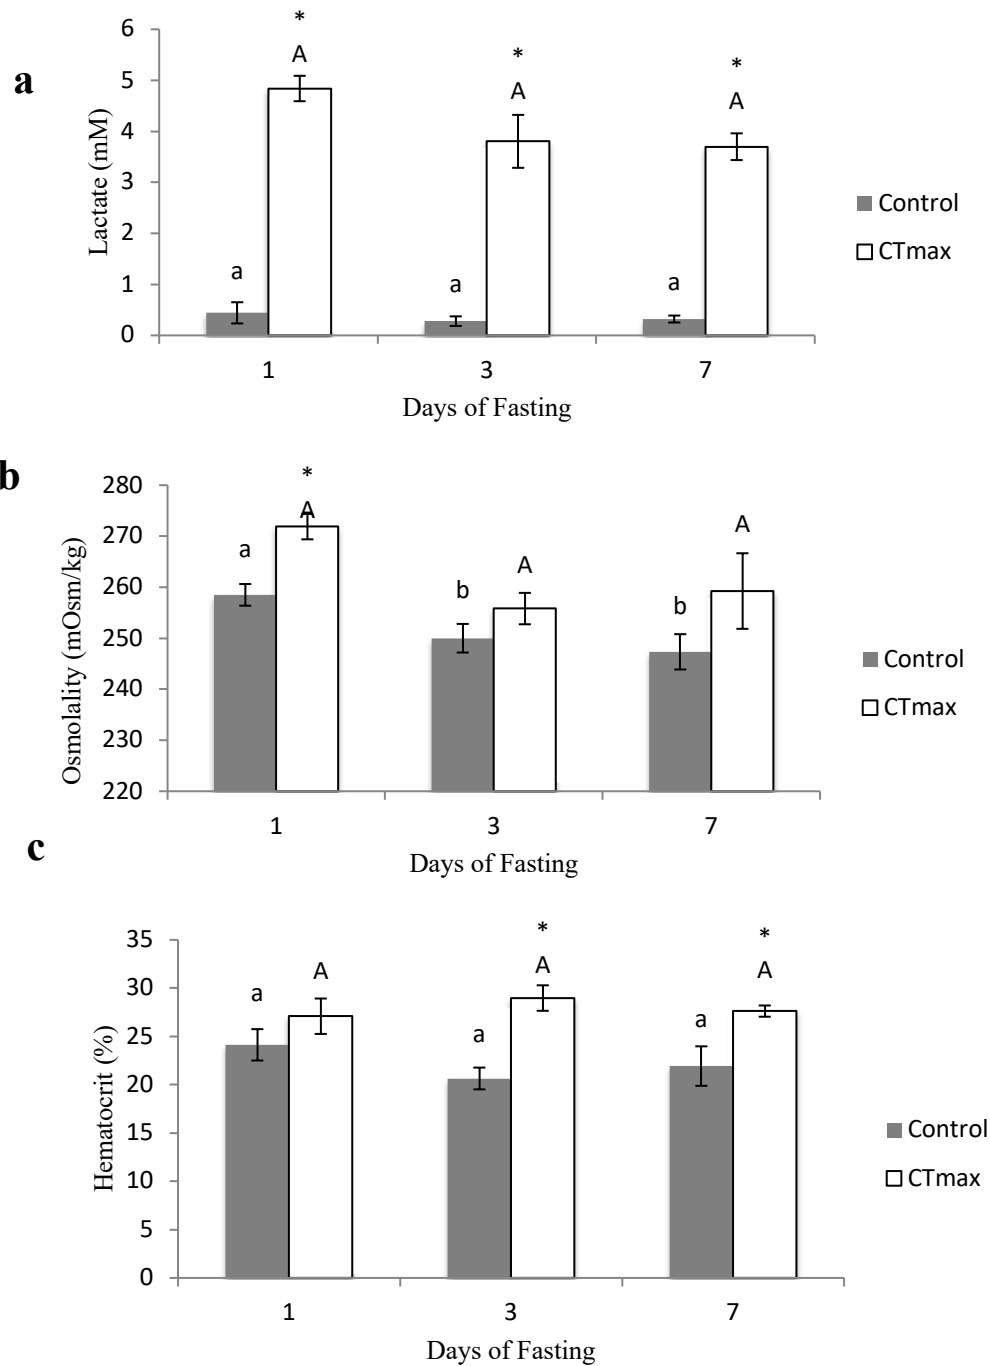 a
Lactate (mM)
6
5
4
3
2
1
0
*
A
*
A
*
A
a
a
a
1
3
7
Days of Fasting
Control
CTmax
b
Osmolality (mOsm/kg)
280
270
260
250
240
230
220
*
A
a
b
A
b
A
1
3
7
Days of Fasting
Control
CTmax
c
Hematocrit (%)
35
30
25
20
15
10
5
0
a
A
*
A
a
*
A
a
1
3
7
Days of Fasting
Control
CTmax